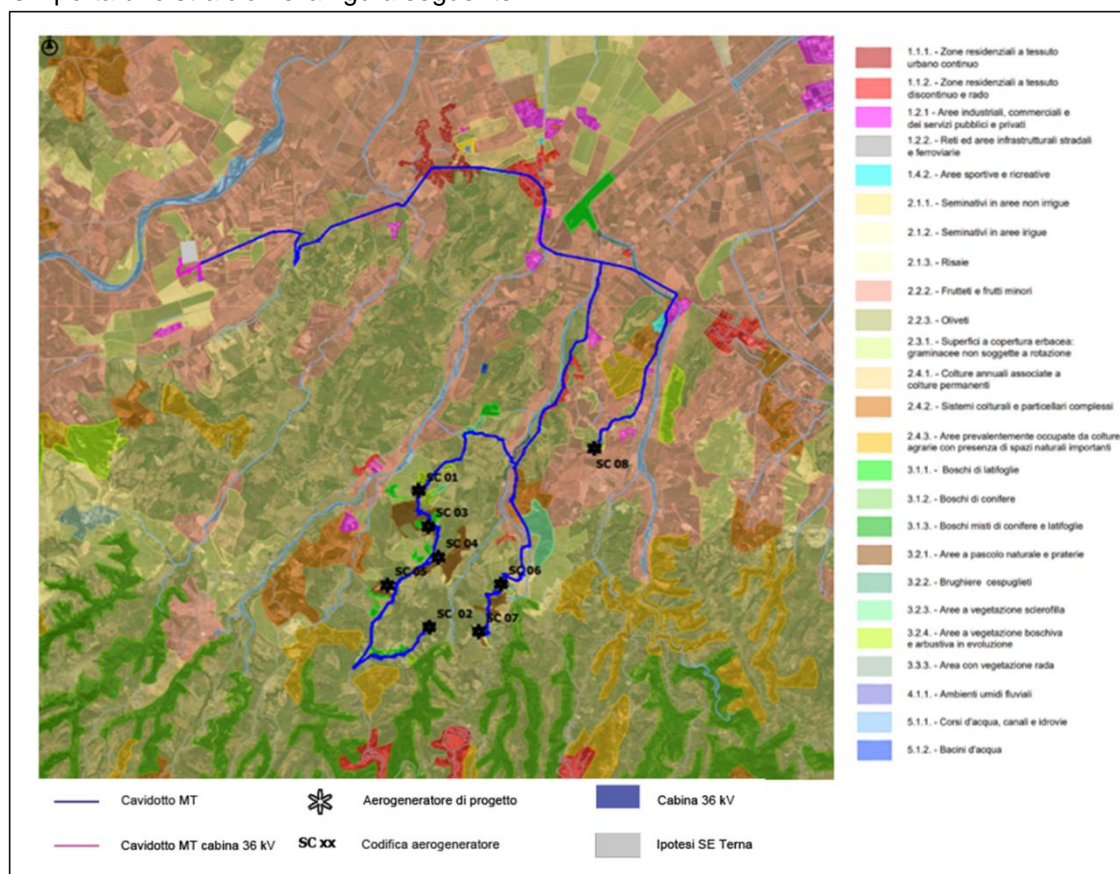 SC 08
SC 01
SC 03
SC 04
SC 05
SC 06
SC 02
SC 07
1.1.1. - Zone residenziali a tessuto
urbano continuo
1.1.2. - Zone residenziali a tessuto
discontinuo e rado
1.2.1 - Aree industriali, commerciali e
dei servizi pubblici e privati
1.2.2. - Reti ed aree infrastrutturali stradali
e ferroviarie
1.4.2. - Aree sportive e ricreative
2.1.1. - Seminativi in aree non irrigue
2.1.2. - Seminativi in aree irigue
2.1.3. - Risaie
2.2.2. - Frutteti e frutti minori
2.2.3. - Oliveti
2.3.1. - Superfici a copertura erbacea:
graminacee non soggette a rotazione
2.4.1. - Colture annuali associate a
colture permanenti
2.4.2. - Sistemi colturali e particellari complessi
2.4.3. - Aree prevalentemente occupate da colture
agrarie con presenza di spazi naturali importanti
3.1.1. - Boschi di latifoglie
3.1.2. - Boschi di conifere
3.1.3. - Boschi misti di conifere e latifoglie
3.2.1. - Aree a pascolo naturale e praterie
3.2.2. - Brughiere cespuglieti
3.2.3. - Aree a vegetazione sclerofilla
3.2.4. - Area a vegetazione boschiva
e arbustiva in evoluzione
3.3.3. - Area con vegetazione rada
4.1.1. - Ambienti umidi fluviali
5.1.1. - Corsi d'acqua, canali e idrovie
5.1.2. - Bacini d'acqua
Cavidotto MT
Aerogeneratore di progetto
Cabina 36 kV
Cavidotto MT cabina 36 kV
SC xx
Codifica aerogeneratore
Ipotesi SE Terna